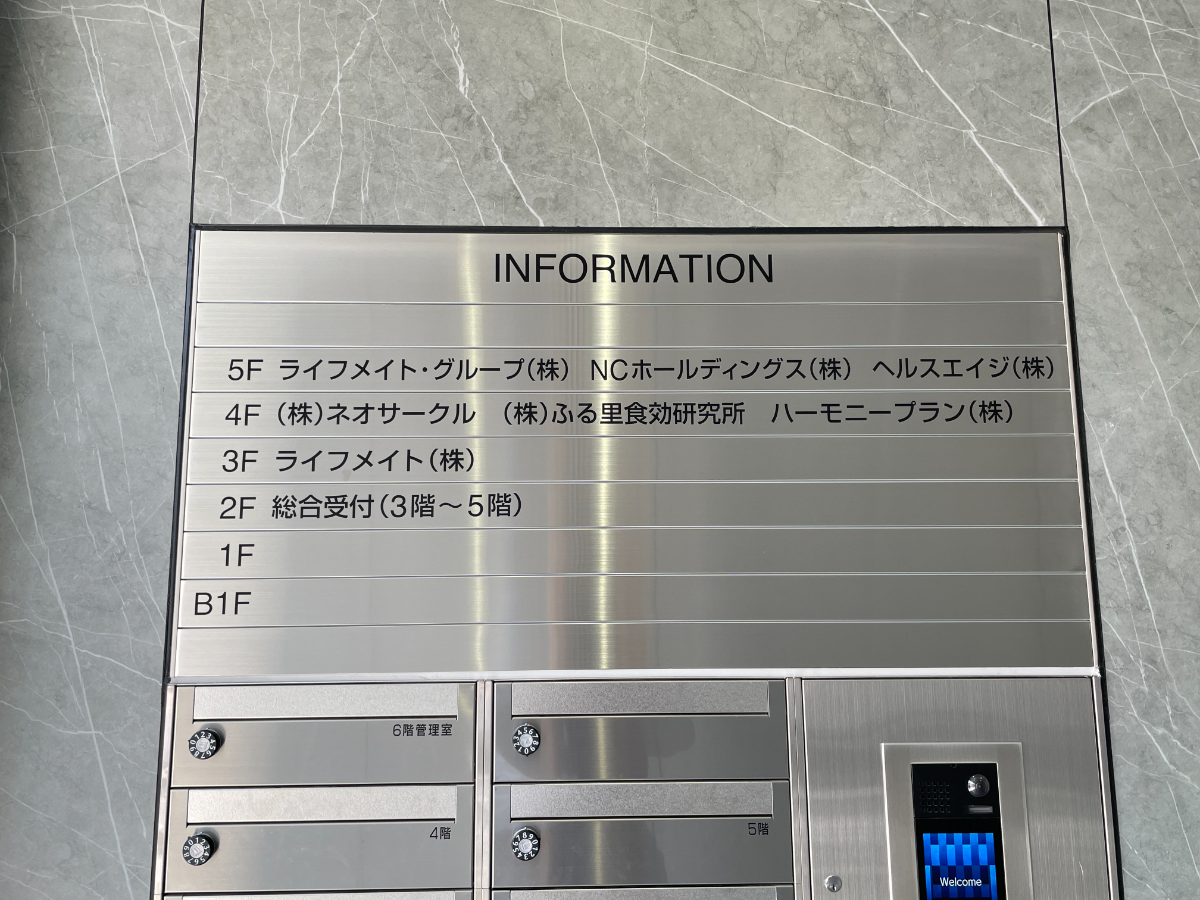 INFORMATION
5F ライフメイト・グループ(株) NCホールディングス(株) ヘルスエイジ(株)
4F (株)ネオサークル (株)ふる里食効研究所 ハーモニープラン(株)
3F ライフメイト(株)
2F 総合受付(3階～5階)
1F
B1F
6階管理室
4階
5階
Welcome